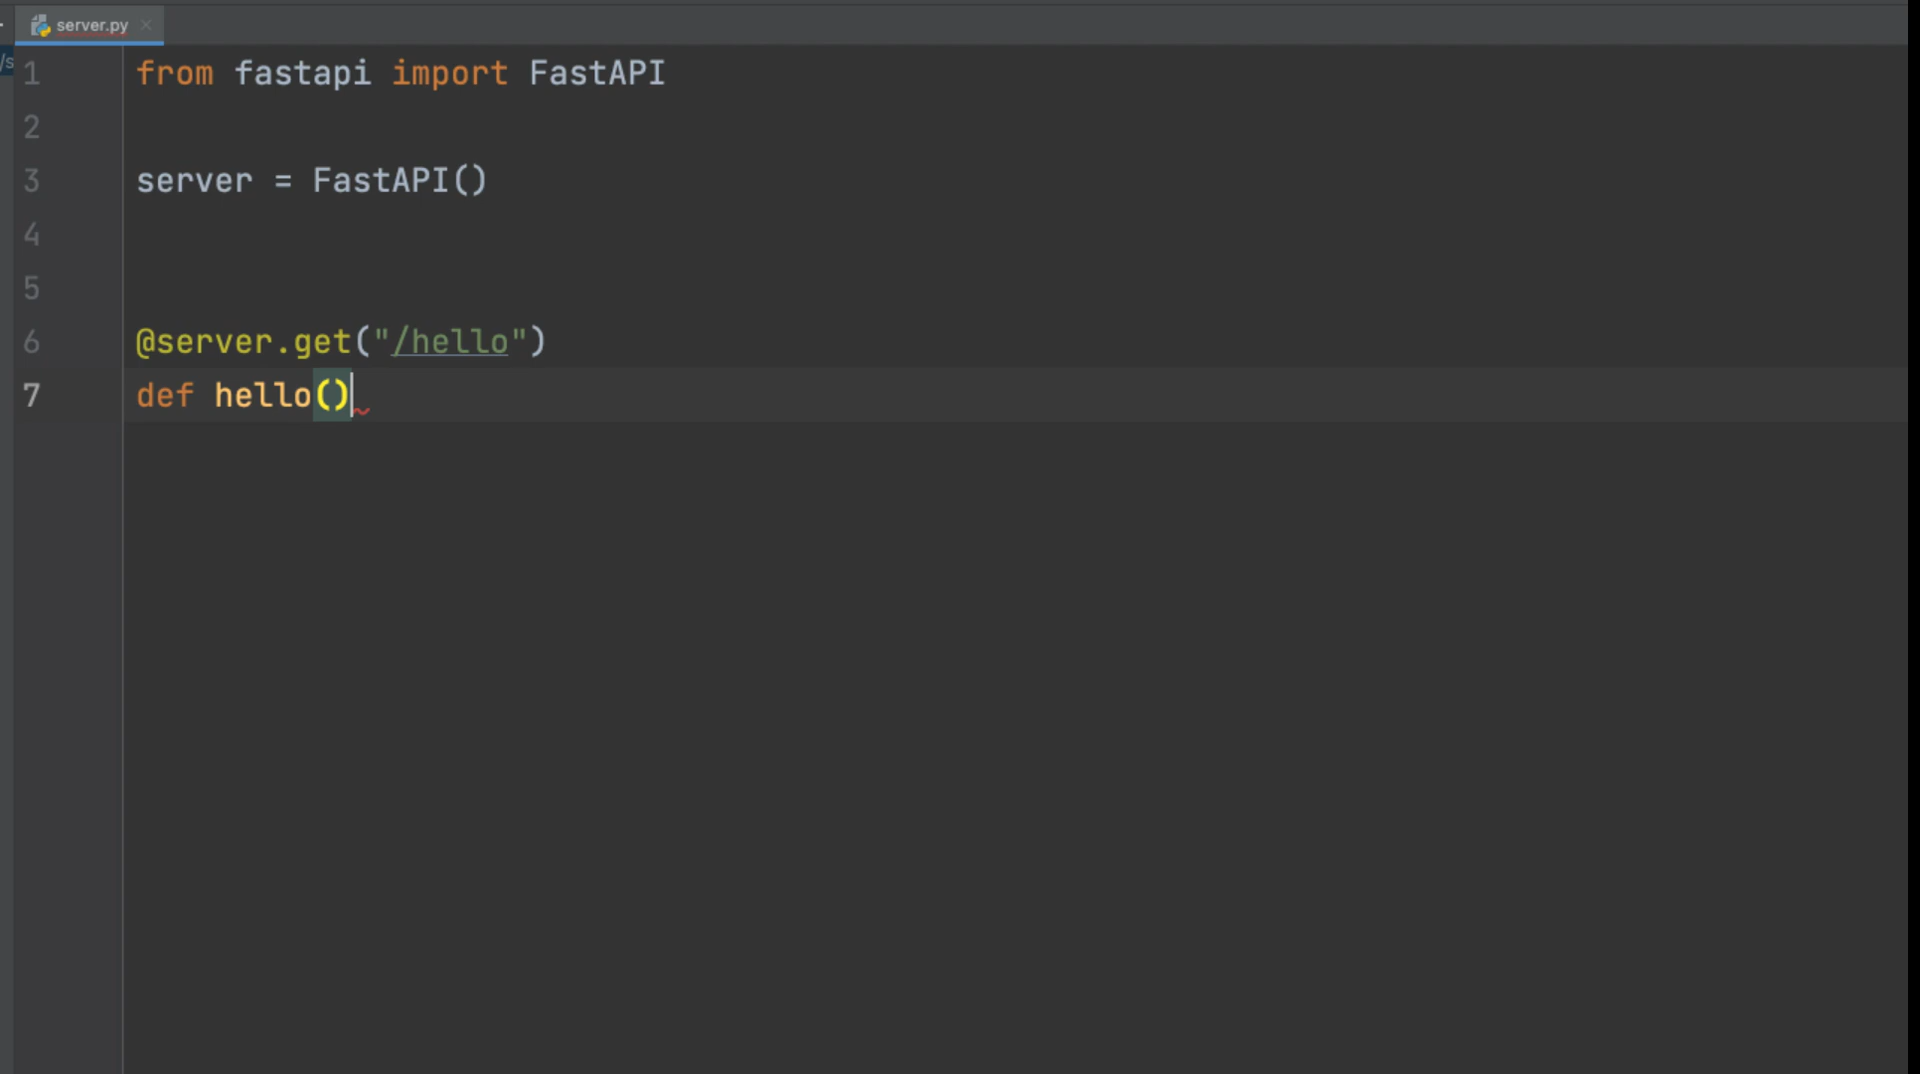 server.py
/s
1 from fastapi import FastAPI
2
3 server = FastAPI()
4
5
6 @server.get("/hello")
7 def hello()